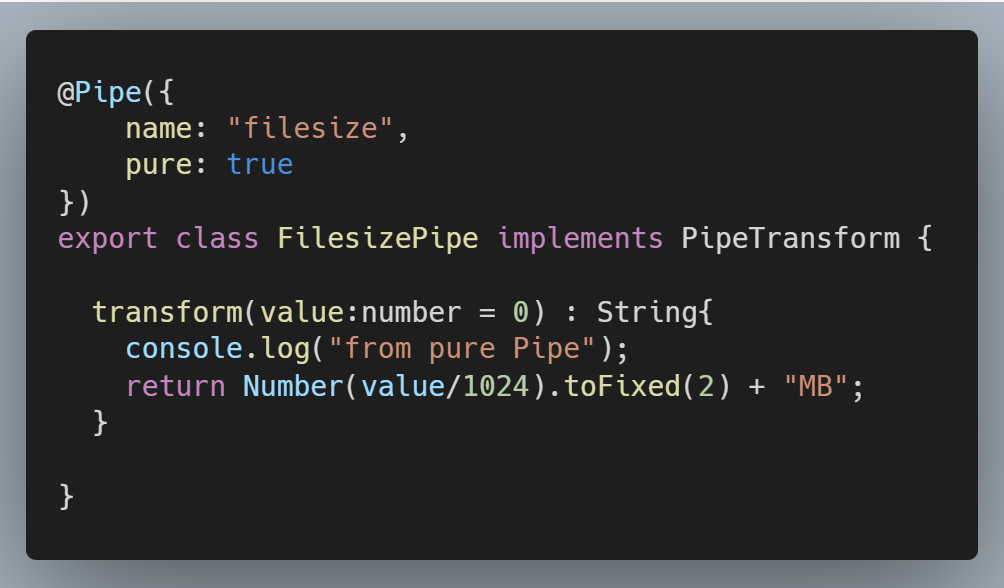 @Pipe({
    name: "filesize",
    pure: true
})
export class FilesizePipe implements PipeTransform {
  transform(value:number = 0) : String{
    console.log("from pure Pipe");
    return Number(value/1024).toFixed(2) + "MB";
  }
}